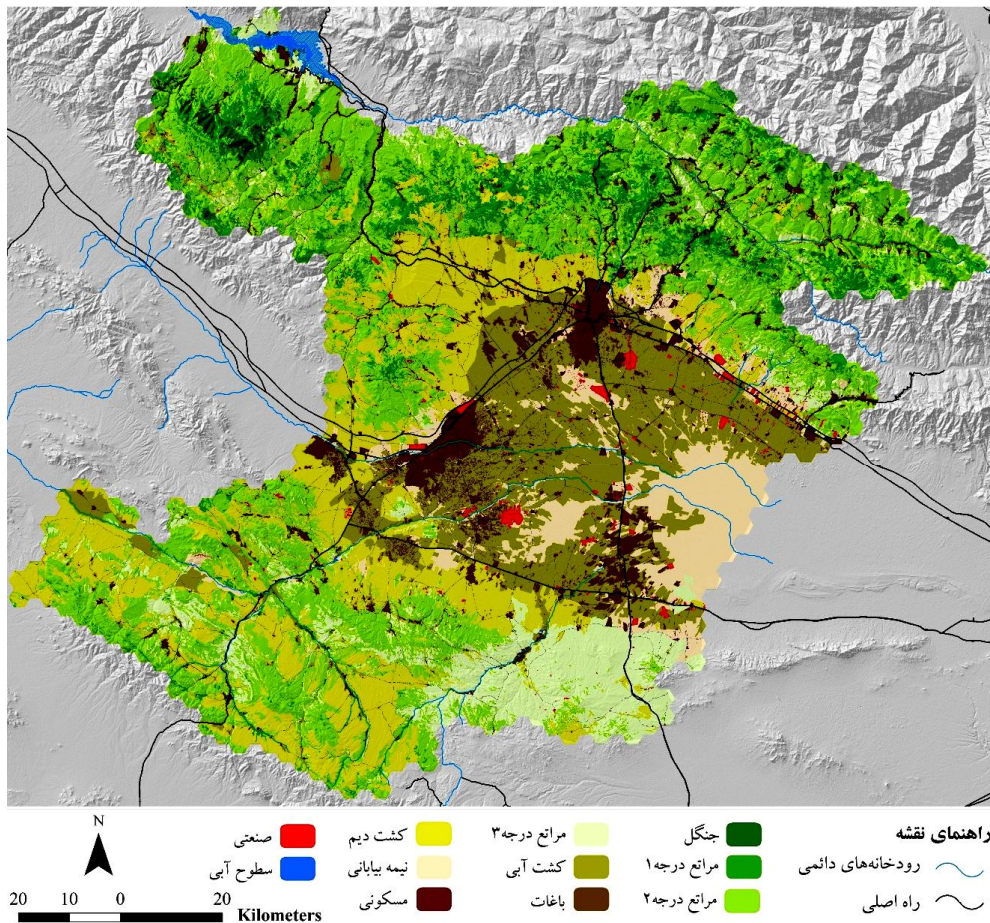 راهنمای نقشه
رودخانه‌های دائمی
راه اصلی
جنگل
مراتع درجه۱
مراتع درجه۲
مراتع درجه۳
کشت آبی
باغات
کشت دیم
نیمه بیابانی
مسکونی
صنعتی
سطوح آبی
N
20 10 0 20
Kilometers